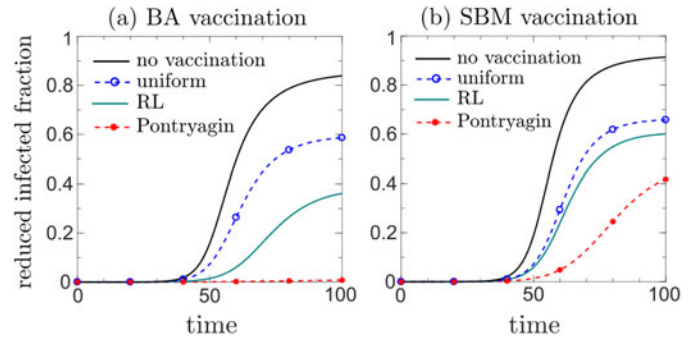 (a) BA vaccination
(b) SBM vaccination
reduced infected fraction
1
0.8
0.6
0.4
0.2
0
no vaccination
uniform
RL
Pontryagin
0
50
100
time
1
0.8
0.6
0.4
0.2
0
no vaccination
uniform
RL
Pontryagin
0
50
100
time